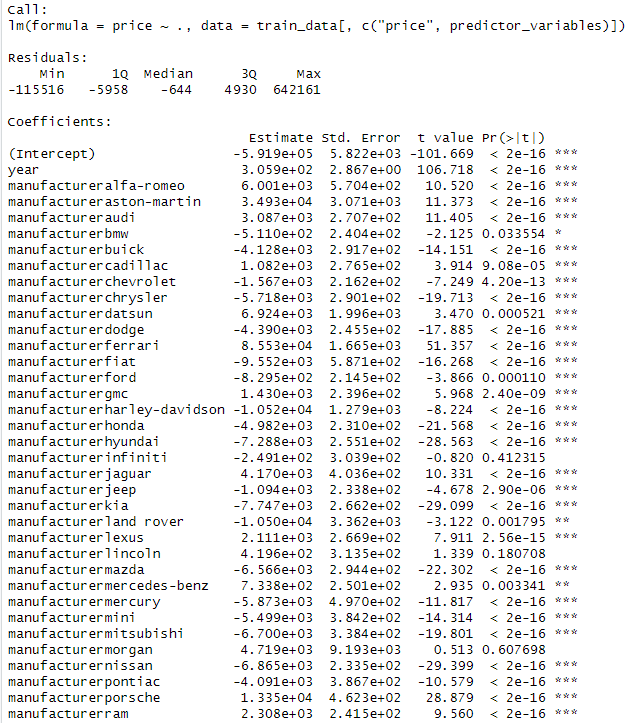 Call:
lm(formula = price ~ ., data = train_data[, c("price", predictor_variables)])
Residuals:
Min 1Q Median 3Q Max
-115516 -5958 -644 4930 642161
Coefficients:
Estimate Std. Error t value Pr(>|t|)
(Intercept) -5.919e+05 5.822e+03 -101.669 < 2e-16 ***
year 3.059e+02 2.867e+00 106.718 < 2e-16 ***
manufactureralfa-romeo 6.001e+03 5.704e+02 10.520 < 2e-16 ***
manufactureraston-martin 3.493e+04 3.071e+03 11.373 < 2e-16 ***
manufactureraudi 3.087e+03 2.707e+02 11.405 < 2e-16 ***
manufacturerbmw -5.110e+02 2.404e+02 -2.125 0.033554 *
manufacturerbuick -4.128e+03 2.917e+02 -14.151 < 2e-16 ***
manufacturercadillac 1.082e+03 2.765e+02 3.914 9.08e-05 ***
manufacturerchevrolet -1.567e+03 2.162e+02 -7.249 4.20e-13 ***
manufacturerchrysler -5.718e+03 2.901e+02 -19.713 < 2e-16 ***
manufacturerdatsun 6.924e+03 1.996e+03 3.470 0.000521 ***
manufacturerdodge -4.390e+03 2.455e+02 -17.885 < 2e-16 ***
manufacturerferrari 8.553e+04 1.665e+03 51.357 < 2e-16 ***
manufacturerfiat -9.552e+03 5.871e+02 -16.268 < 2e-16 ***
manufacturerford -8.295e+02 2.145e+02 -3.866 0.000110 ***
manufacturergmc 1.430e+03 2.396e+02 5.968 2.40e-09 ***
manufacturerharley-davidson -1.052e+04 1.279e+03 -8.224 < 2e-16 ***
manufacturerhonda -4.982e+03 2.310e+02 -21.568 < 2e-16 ***
manufacturerhyundai -7.288e+03 2.551e+02 -28.563 < 2e-16 ***
manufacturerinfiniti -2.491e+02 3.039e+02 -0.820 0.412315
manufacturerjaguar 4.170e+03 4.036e+02 10.331 < 2e-16 ***
manufacturerjeep -1.094e+03 2.338e+02 -4.678 2.90e-06 ***
manufacturerkia -7.747e+03 2.662e+02 -29.099 < 2e-16 ***
manufacturerland rover -1.050e+04 3.362e+03 -3.122 0.001795 **
manufacturerlexus 2.111e+03 2.669e+02 7.911 2.56e-15 ***
manufacturerlincoln 4.196e+02 3.135e+02 1.339 0.180708
manufacturermazda -6.566e+03 2.944e+02 -22.302 < 2e-16 ***
manufacturermercedes-benz 7.338e+02 2.501e+02 2.935 0.003341 **
manufacturermercury -5.873e+03 4.970e+02 -11.817 < 2e-16 ***
manufacturermini -5.499e+03 3.842e+02 -14.314 < 2e-16 ***
manufacturermitsubishi -6.700e+03 3.384e+02 -19.801 < 2e-16 ***
manufacturermorgan 4.719e+03 9.193e+03 0.513 0.607698
manufacturernissan -6.865e+03 2.335e+02 -29.399 < 2e-16 ***
manufacturerpontiac -4.091e+03 3.867e+02 -10.579 < 2e-16 ***
manufacturerporsche 1.335e+04 4.623e+02 28.879 < 2e-16 ***
manufacturerram 2.308e+03 2.415e+02 9.560 < 2e-16 ***